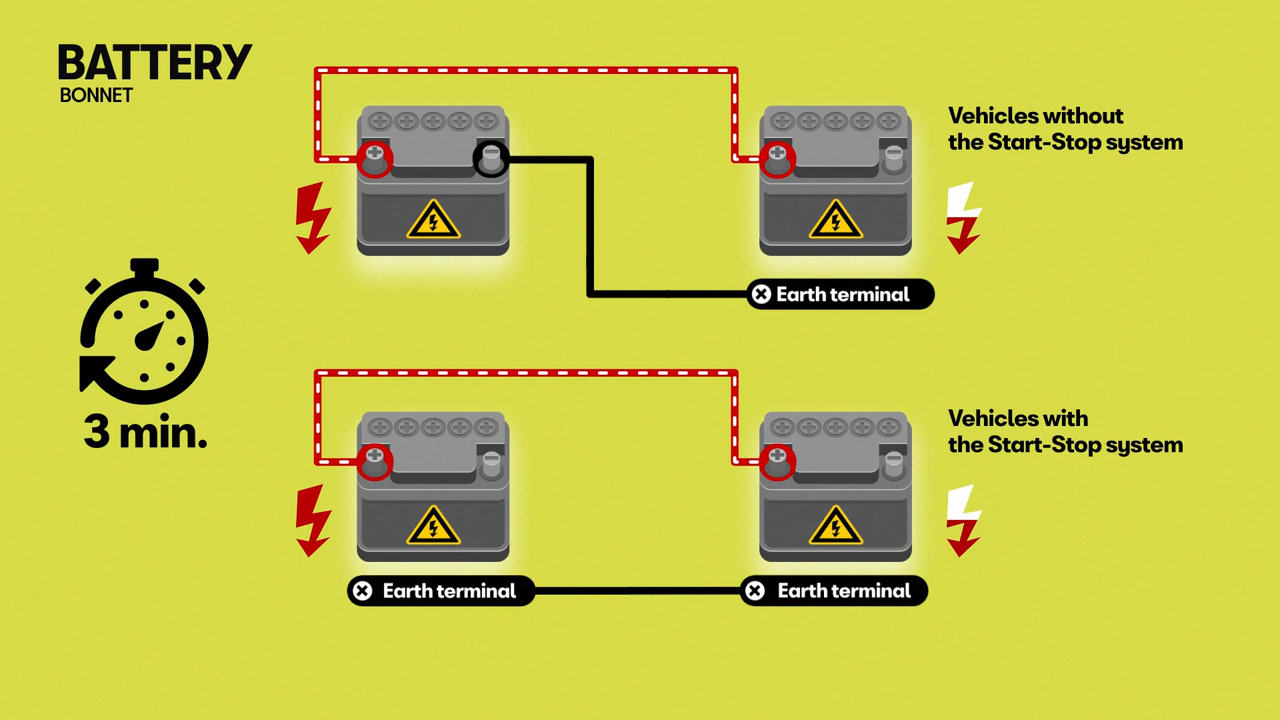 BATTERY
BONNET
Vehicles without
the Start-Stop system
Earth terminal
3 min.
Vehicles with
the Start-Stop system
Earth terminal
Earth terminal